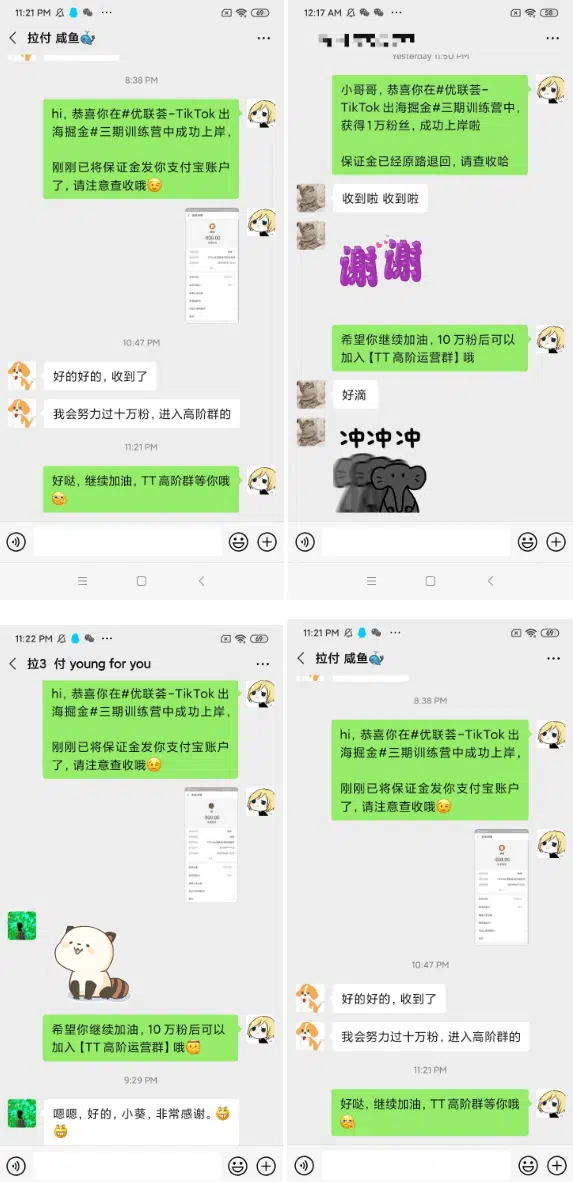 11:21 PM
69
拉付 咸鱼
8:38 PM
hi, 恭喜你在#优联荟-TikTok 出
海掘金#三期训练营中成功上岸,
刚刚已将保证金发你支付宝账户
了, 请注意查收哦
10:47 PM
好的好的, 收到了
我会努力过十万粉, 进入高阶群的
11:21 PM
好哒, 继续加油, TT 高阶群等你哦
12:17 AM
58
Yesterday 11:50 PM
小哥哥, 恭喜你在#优联荟-
TikTok 出海掘金#三期训练营中,
获得1万粉丝, 成功上岸啦
保证金已经原路退回, 请查收哈
收到啦 收到啦
谢谢
希望你继续加油, 10 万粉后可以
加入【TT 高阶运营群】哦
好滴
冲冲冲
11:22 PM
69
拉3 付 young for you
hi, 恭喜你在#优联荟-TikTok 出
海掘金#三期训练营中成功上岸,
刚刚已将保证金发你支付宝账户
了, 请注意查收哦
希望你继续加油, 10 万粉后可以
加入【TT 高阶运营群】哦
9:29 PM
嗯嗯, 好的, 小葵, 非常感谢。
11:21 PM
69
拉付 咸鱼
8:38 PM
hi, 恭喜你在#优联荟-TikTok 出
海掘金#三期训练营中成功上岸,
刚刚已将保证金发你支付宝账户
了, 请注意查收哦
10:47 PM
好的好的, 收到了
我会努力过十万粉, 进入高阶群的
11:21 PM
好哒, 继续加油, TT 高阶群等你哦